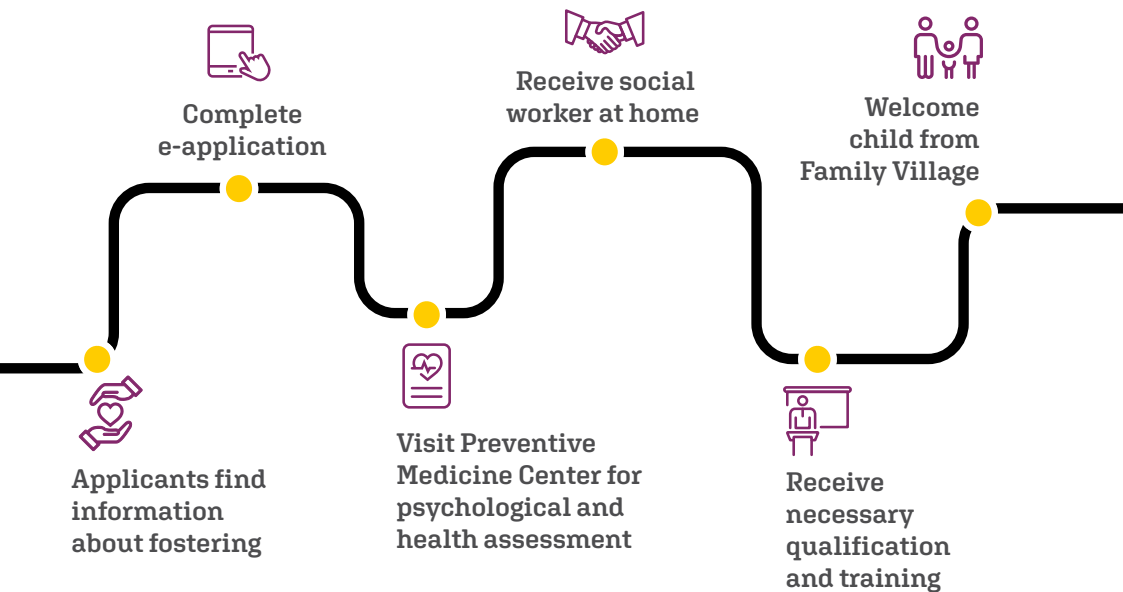 Applicants find
information
about fostering
Complete
e-application
Visit Preventive
Medicine Center for
psychological and
health assessment
Receive social
worker at home
Receive
necessary
qualification
and training
Welcome
child from
Family Village